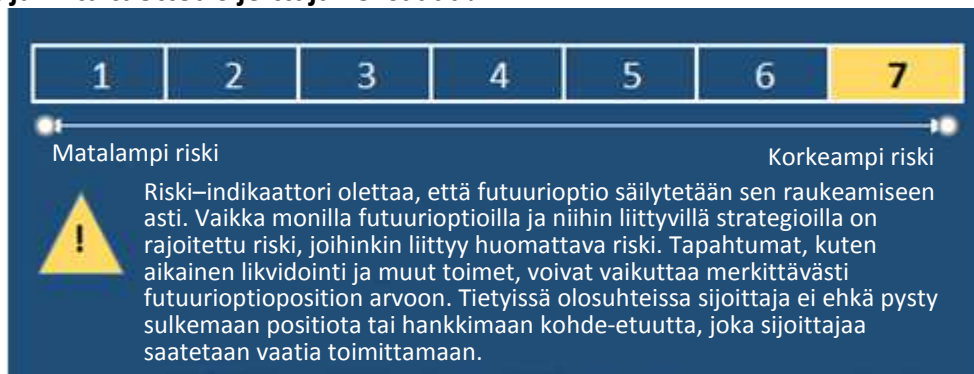 1 2 3 4 5 6 7
Matalampi riski Korkeampi riski
Riski–indikaattori olettaa, että futuurioptio säilytetään sen raukeamiseen
asti. Vaikka monilla futuurioptioilla ja niihin liittyvillä strategioilla on
rajoitettu riski, joihinkin liittyy huomattava riski. Tapahtumat, kuten
aikainen likvidointi ja muut toimet, voivat vaikuttaa merkittävästi
futuurioptioposition arvoon. Tietyissä olosuhteissa sijoittaja ei ehkä pysty
sulkemaan positiota tai hankkimaan kohde-etuutta, joka sijoittajaa
saatetaan vaatia toimittamaan.